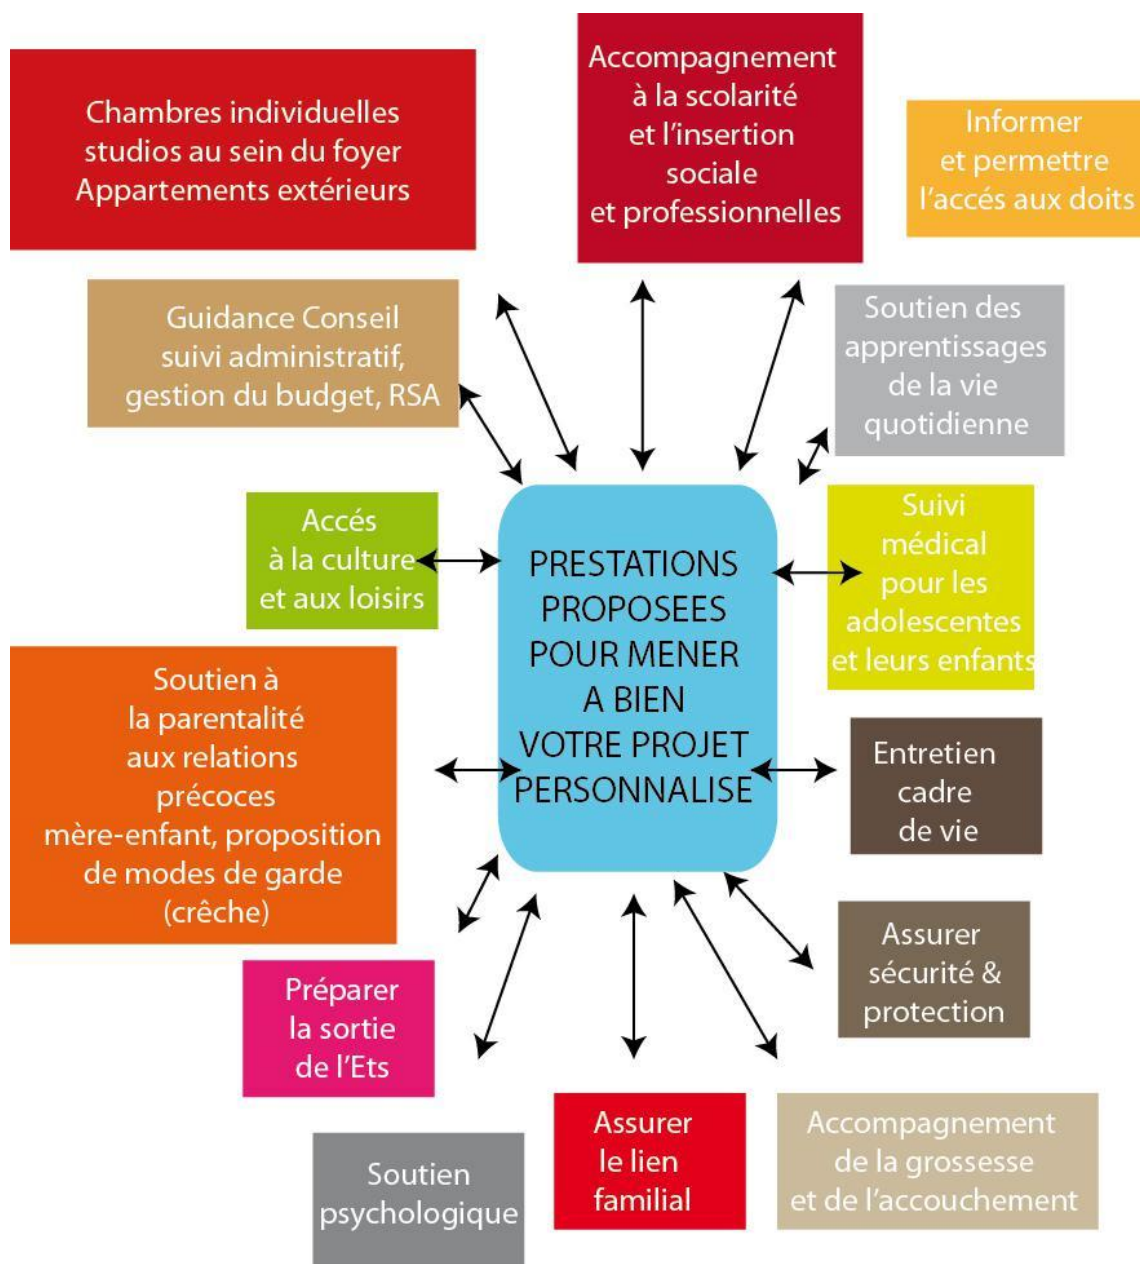 Chambres individuelles
studios au sein du foyer
Appartements extérieurs
Accompagnement
à la scolarité
et l'insertion
sociale
et professionnelles
Informer
et permettre
l'accés aux doits
Guidance Conseil
suivi administratif,
gestion du budget, RSA
Soutien des
apprentissages
de la vie
quotidienne
Accés
à la culture
et aux loisirs
PRESTATIONS
PROPOSEES
POUR MENER
A BIEN
VOTRE PROJET
PERSONNALISE
Suivi
médical
pour les
adolescentes
et leurs enfants
Soutien à
la parentalité
aux relations
précoces
mère-enfant, proposition
de modes de garde
(crêche)
Entretien
cadre
de vie
Assurer
sécurité &
protection
Préparer
la sortie
de l'Ets
Soutien
psychologique
Assurer
le lien
familial
Accompagnement
de la grossesse
et de l'accouchement